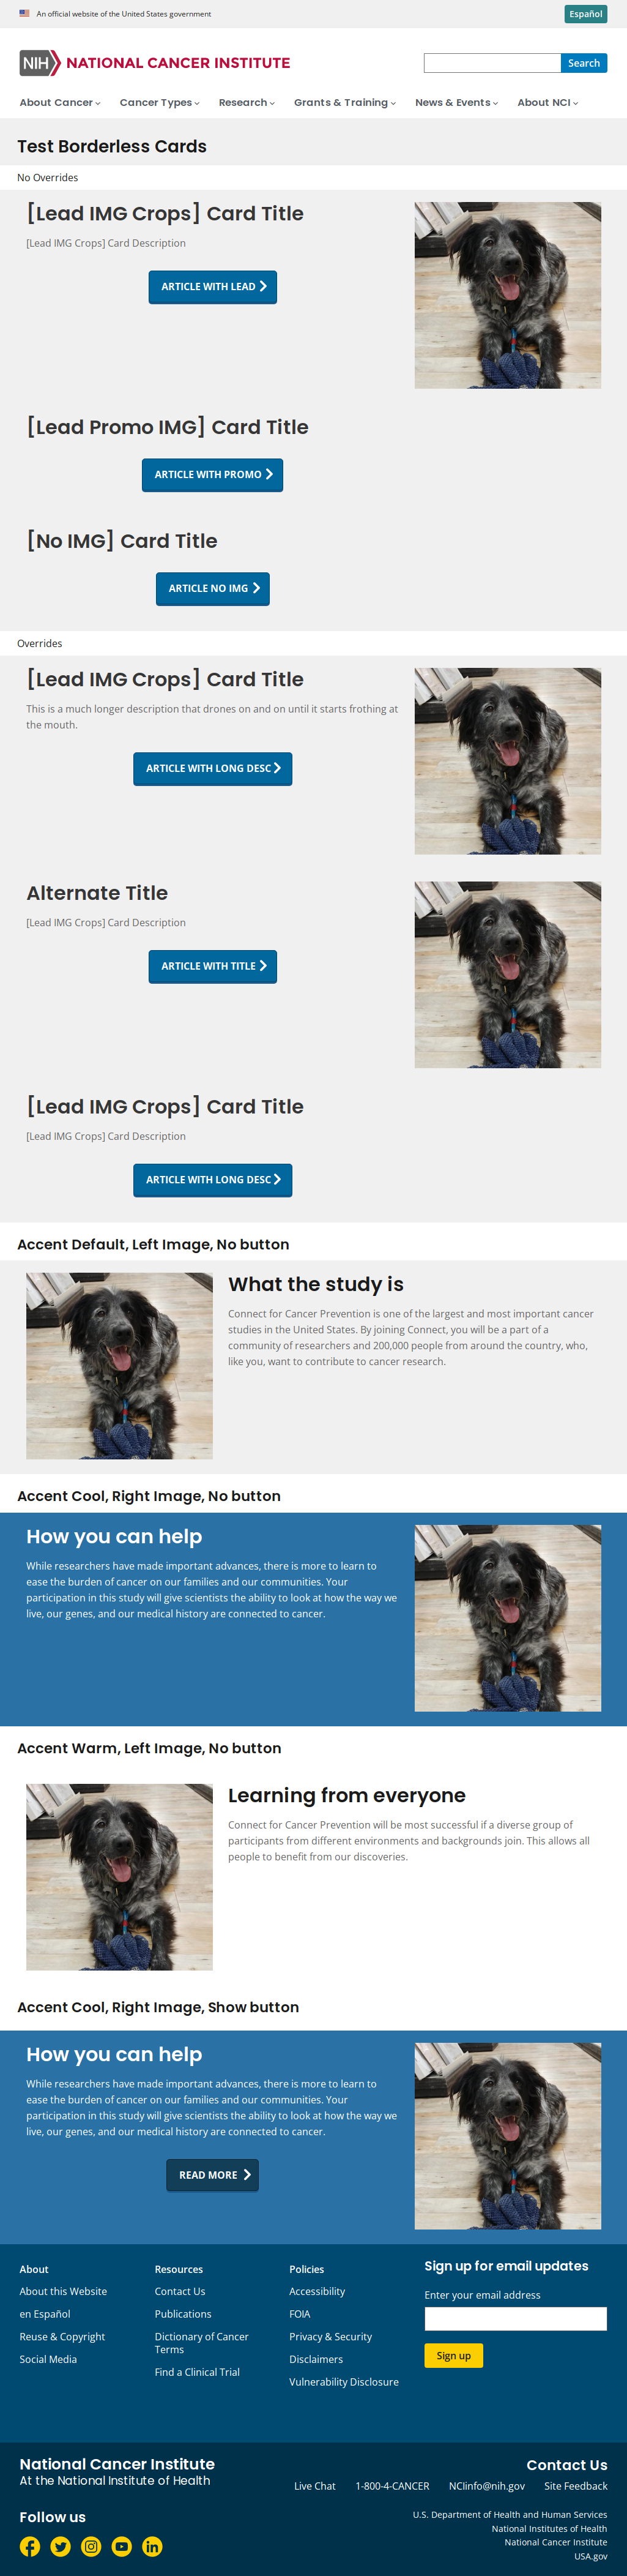 An official website of the United States government
Español
NIH NATIONAL CANCER INSTITUTE
Search
About Cancer
Cancer Types
Research
Grants & Training
News & Events
About NCI
Test Borderless Cards
No Overrides
[Lead IMG Crops] Card Title
[Lead IMG Crops] Card Description
ARTICLE WITH LEAD
[Lead Promo IMG] Card Title
ARTICLE WITH PROMO
[No IMG] Card Title
ARTICLE NO IMG
Overrides
[Lead IMG Crops] Card Title
This is a much longer description that drones on and on until it starts frothing at
the mouth.
ARTICLE WITH LONG DESC
Alternate Title
[Lead IMG Crops] Card Description
ARTICLE WITH TITLE
[Lead IMG Crops] Card Title
[Lead IMG Crops] Card Description
ARTICLE WITH LONG DESC
Accent Default, Left Image, No button
What the study is
Connect for Cancer Prevention is one of the largest and most important cancer
studies in the United States. By joining Connect, you will be a part of a
community of researchers and 200,000 people from around the country, who,
like you, want to contribute to cancer research.
Accent Cool, Right Image, No button
How you can help
While researchers have made important advances, there is more to learn to
ease the burden of cancer on our families and our communities. Your
participation in this study will give scientists the ability to look at how the way we
live, our genes, and our medical history are connected to cancer.
Accent Warm, Left Image, No button
Learning from everyone
Connect for Cancer Prevention will be most successful if a diverse group of
participants from different environments and backgrounds join. This allows all
people to benefit from our discoveries.
Accent Cool, Right Image, Show button
How you can help
While researchers have made important advances, there is more to learn to
ease the burden of cancer on our families and our communities. Your
participation in this study will give scientists the ability to look at how the way we
live, our genes, and our medical history are connected to cancer.
READ MORE
About
About this Website
en Español
Reuse & Copyright
Social Media
Resources
Contact Us
Publications
Dictionary of Cancer
Terms
Find a Clinical Trial
Policies
Accessibility
FOIA
Privacy & Security
Disclaimers
Vulnerability Disclosure
Sign up for email updates
Enter your email address
Sign up
National Cancer Institute
At the National Institute of Health
Contact Us
Live Chat
1-800-4-CANCER
NCIinfo@nih.gov
Site Feedback
Follow us
U.S. Department of Health and Human Services
National Institutes of Health
National Cancer Institute
USA.gov